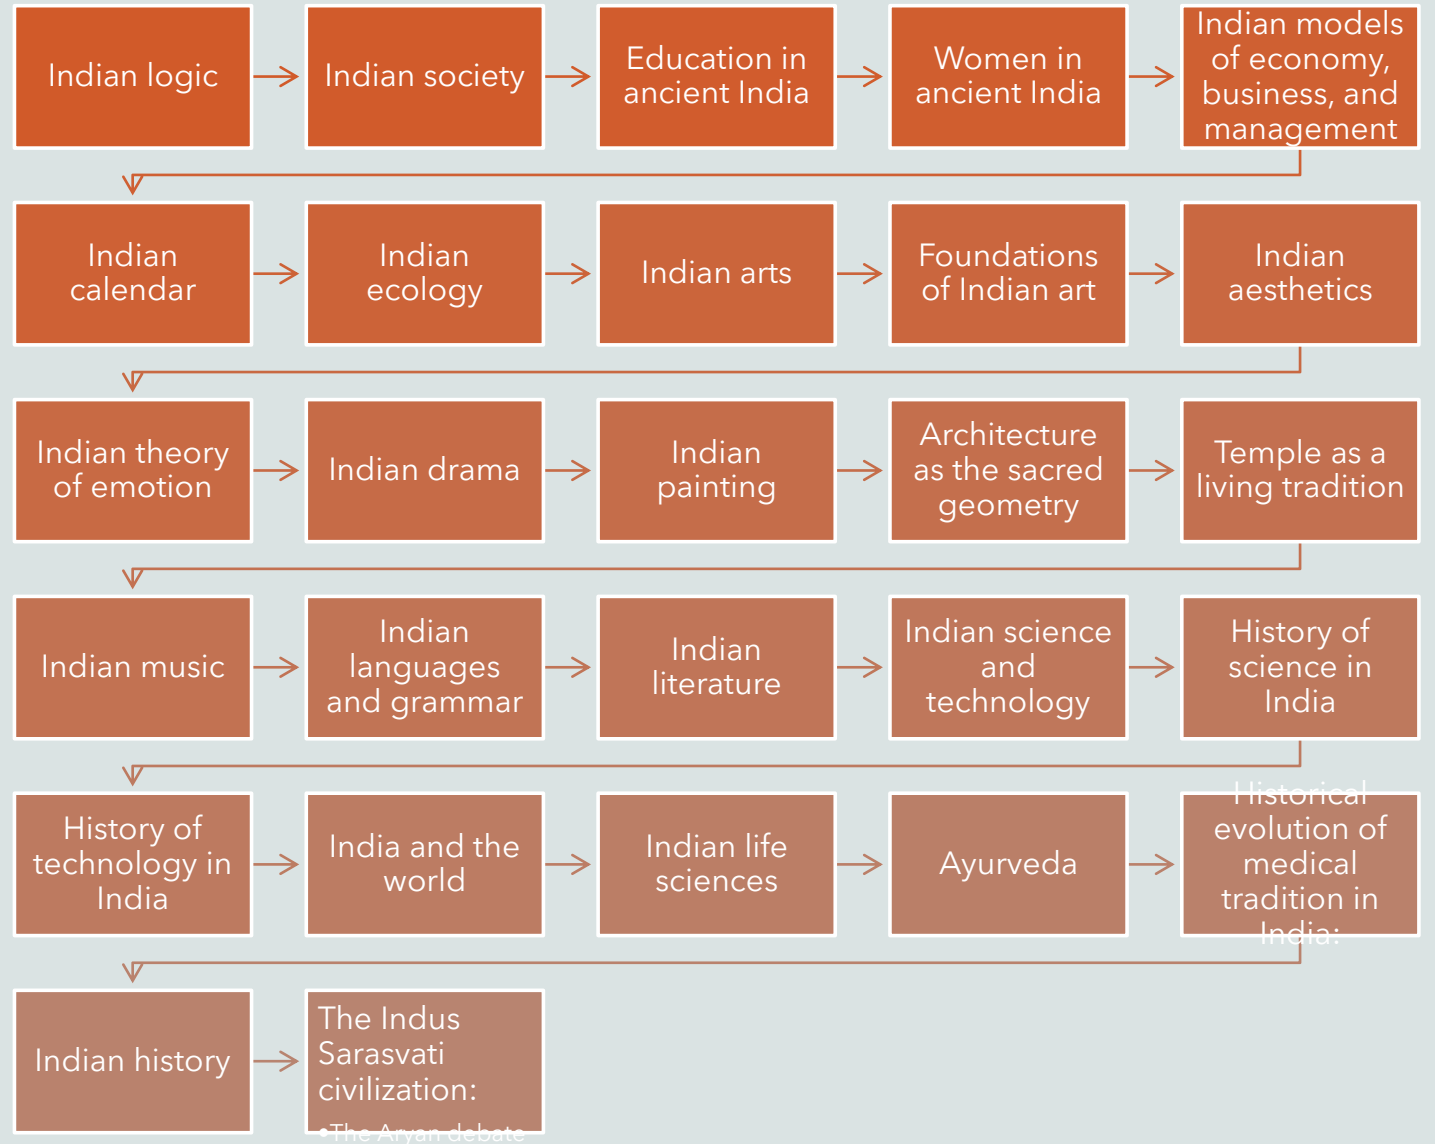 Indian logic
Indian society
Education in
ancient India
Women in
ancient India
Indian models
of economy,
business, and
management
Indian
calendar
Indian
ecology
Indian arts
Foundations
of Indian art
Indian
aesthetics
Indian theory
of emotion
Indian drama
Indian
painting
Architecture
as the sacred
geometry
Temple as a
living tradition
Indian music
Indian
languages
and grammar
Indian
literature
Indian science
and
technology
History of
science in
India
History of
technology in
India
India and the
world
Indian life
sciences
Ayurveda
Historical
evolution of
medical
tradition in
India:
Indian history
The Indus
Sarasvati
civilization:
•The Aryan debate